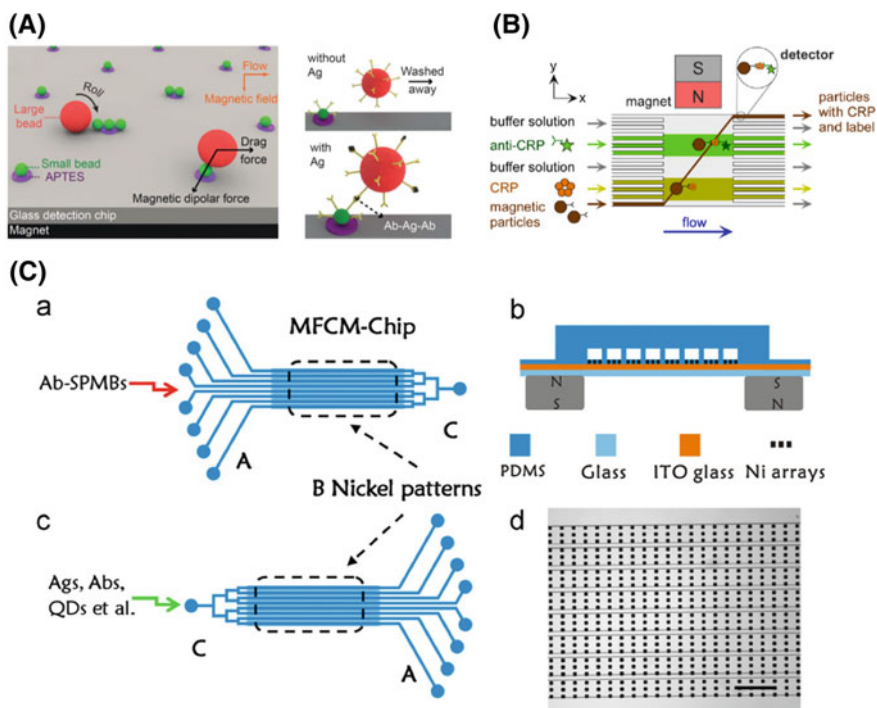 (A)
Flow
Magnetic field
Roll
Large
bead
Drag
force
Small bead
APTES
Magnetic dipolar force
Glass detection chip
Magnet
without
Ag
Washed
away
with
Ag
Ab-Ag-Ab
(B)
y
x
magnet
S
N
detector
buffer solution
anti-CRP
buffer solution
CRP
magnetic
particles
particles
with CRP
and label
flow
(C)
a
MFCM-Chip
Ab-SPMBs
A
C
B Nickel patterns
b
N
S
S
N
PDMS
Glass
ITO glass
Ni arrays
c
Ags, Abs,
QDs et al.
C
A
d